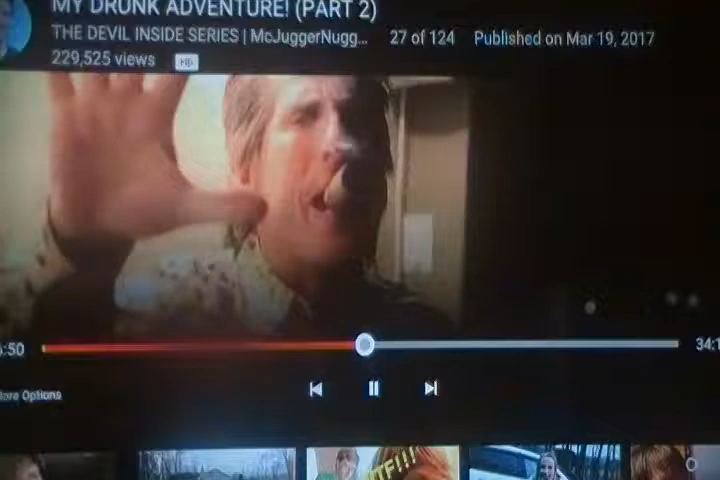 MY DRUNK ADVENTURE! (PART 2)
THE DEVIL INSIDE SERIES | McJuggerNugg... 27 of 124 Published on Mar 19, 2017
229,525 views HD
:50 34:1
ore Options
TF!!!